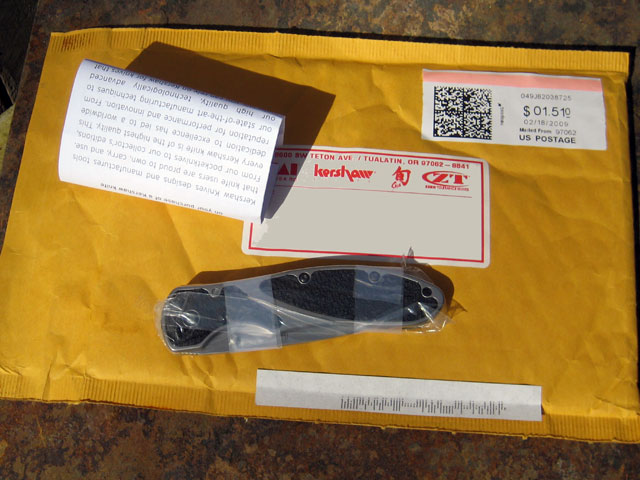 049J82038725
$ 01.51⁰
02/18/2009
Mailed From 97062
US POSTAGE
SW TETON AVE / TUALATIN, OR 97062-9841
kershaw
旬
ZT
on your purchase of a Kershaw knife
Kershaw Knives designs and manufactures tools
that knife users are proud to own, carry, and use.
From pocketknives to our collector's editions,
every Kershaw knife is of the highest quality. This
dedication to excellence has led to a worldwide
reputation for performance and innovation. From
our state-of-the-art manufacturing techniques to
our high quality, technologically advanced